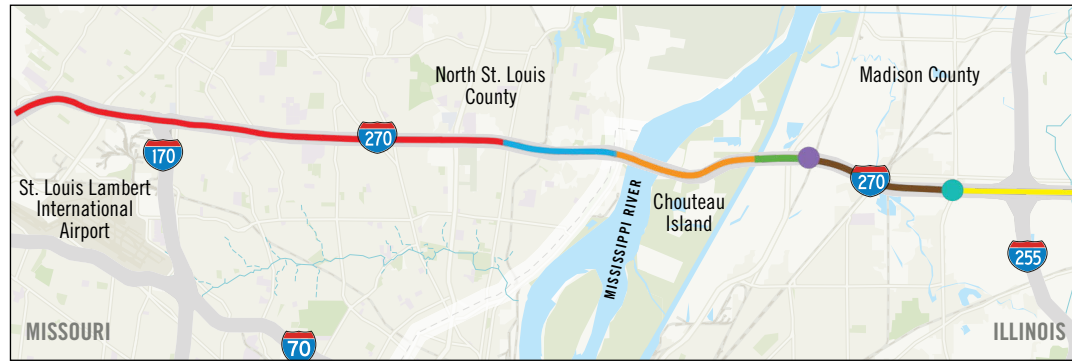 North St. Louis
County
Madison County
270
170
270
St. Louis Lambert
International
Airport
Chouteau
Island
MISSISSIPPI RIVER
255
MISSOURI
70
ILLINOIS